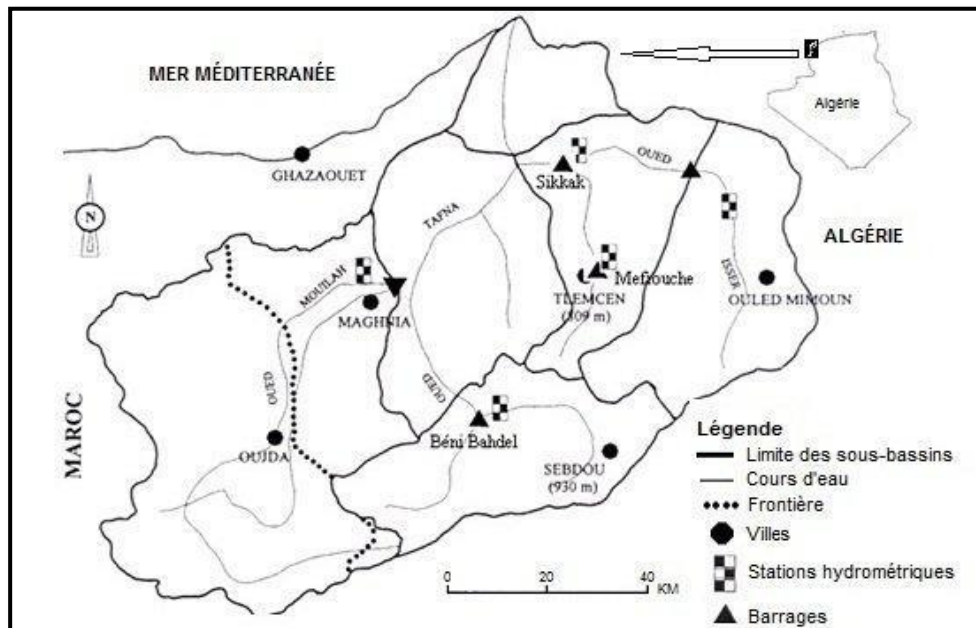 MER MÉDITERRANÉE
Algérie
GHAZAOUET
Sikkak
OUED
TAFNA
N
ALGÉRIE
ISSER
MOUILAH
Mefrouche
TLEMCEN
(809 m)
OULED MIMOUN
MAGHNIA
OUED
OUED
MAROC
Béni Bahdel
OUJDA
SEBDOU
(930 m)
Légende
Limite des sous-bassins
Cours d'eau
Frontière
Villes
Stations hydrométriques
Barrages
0 20 40
KM